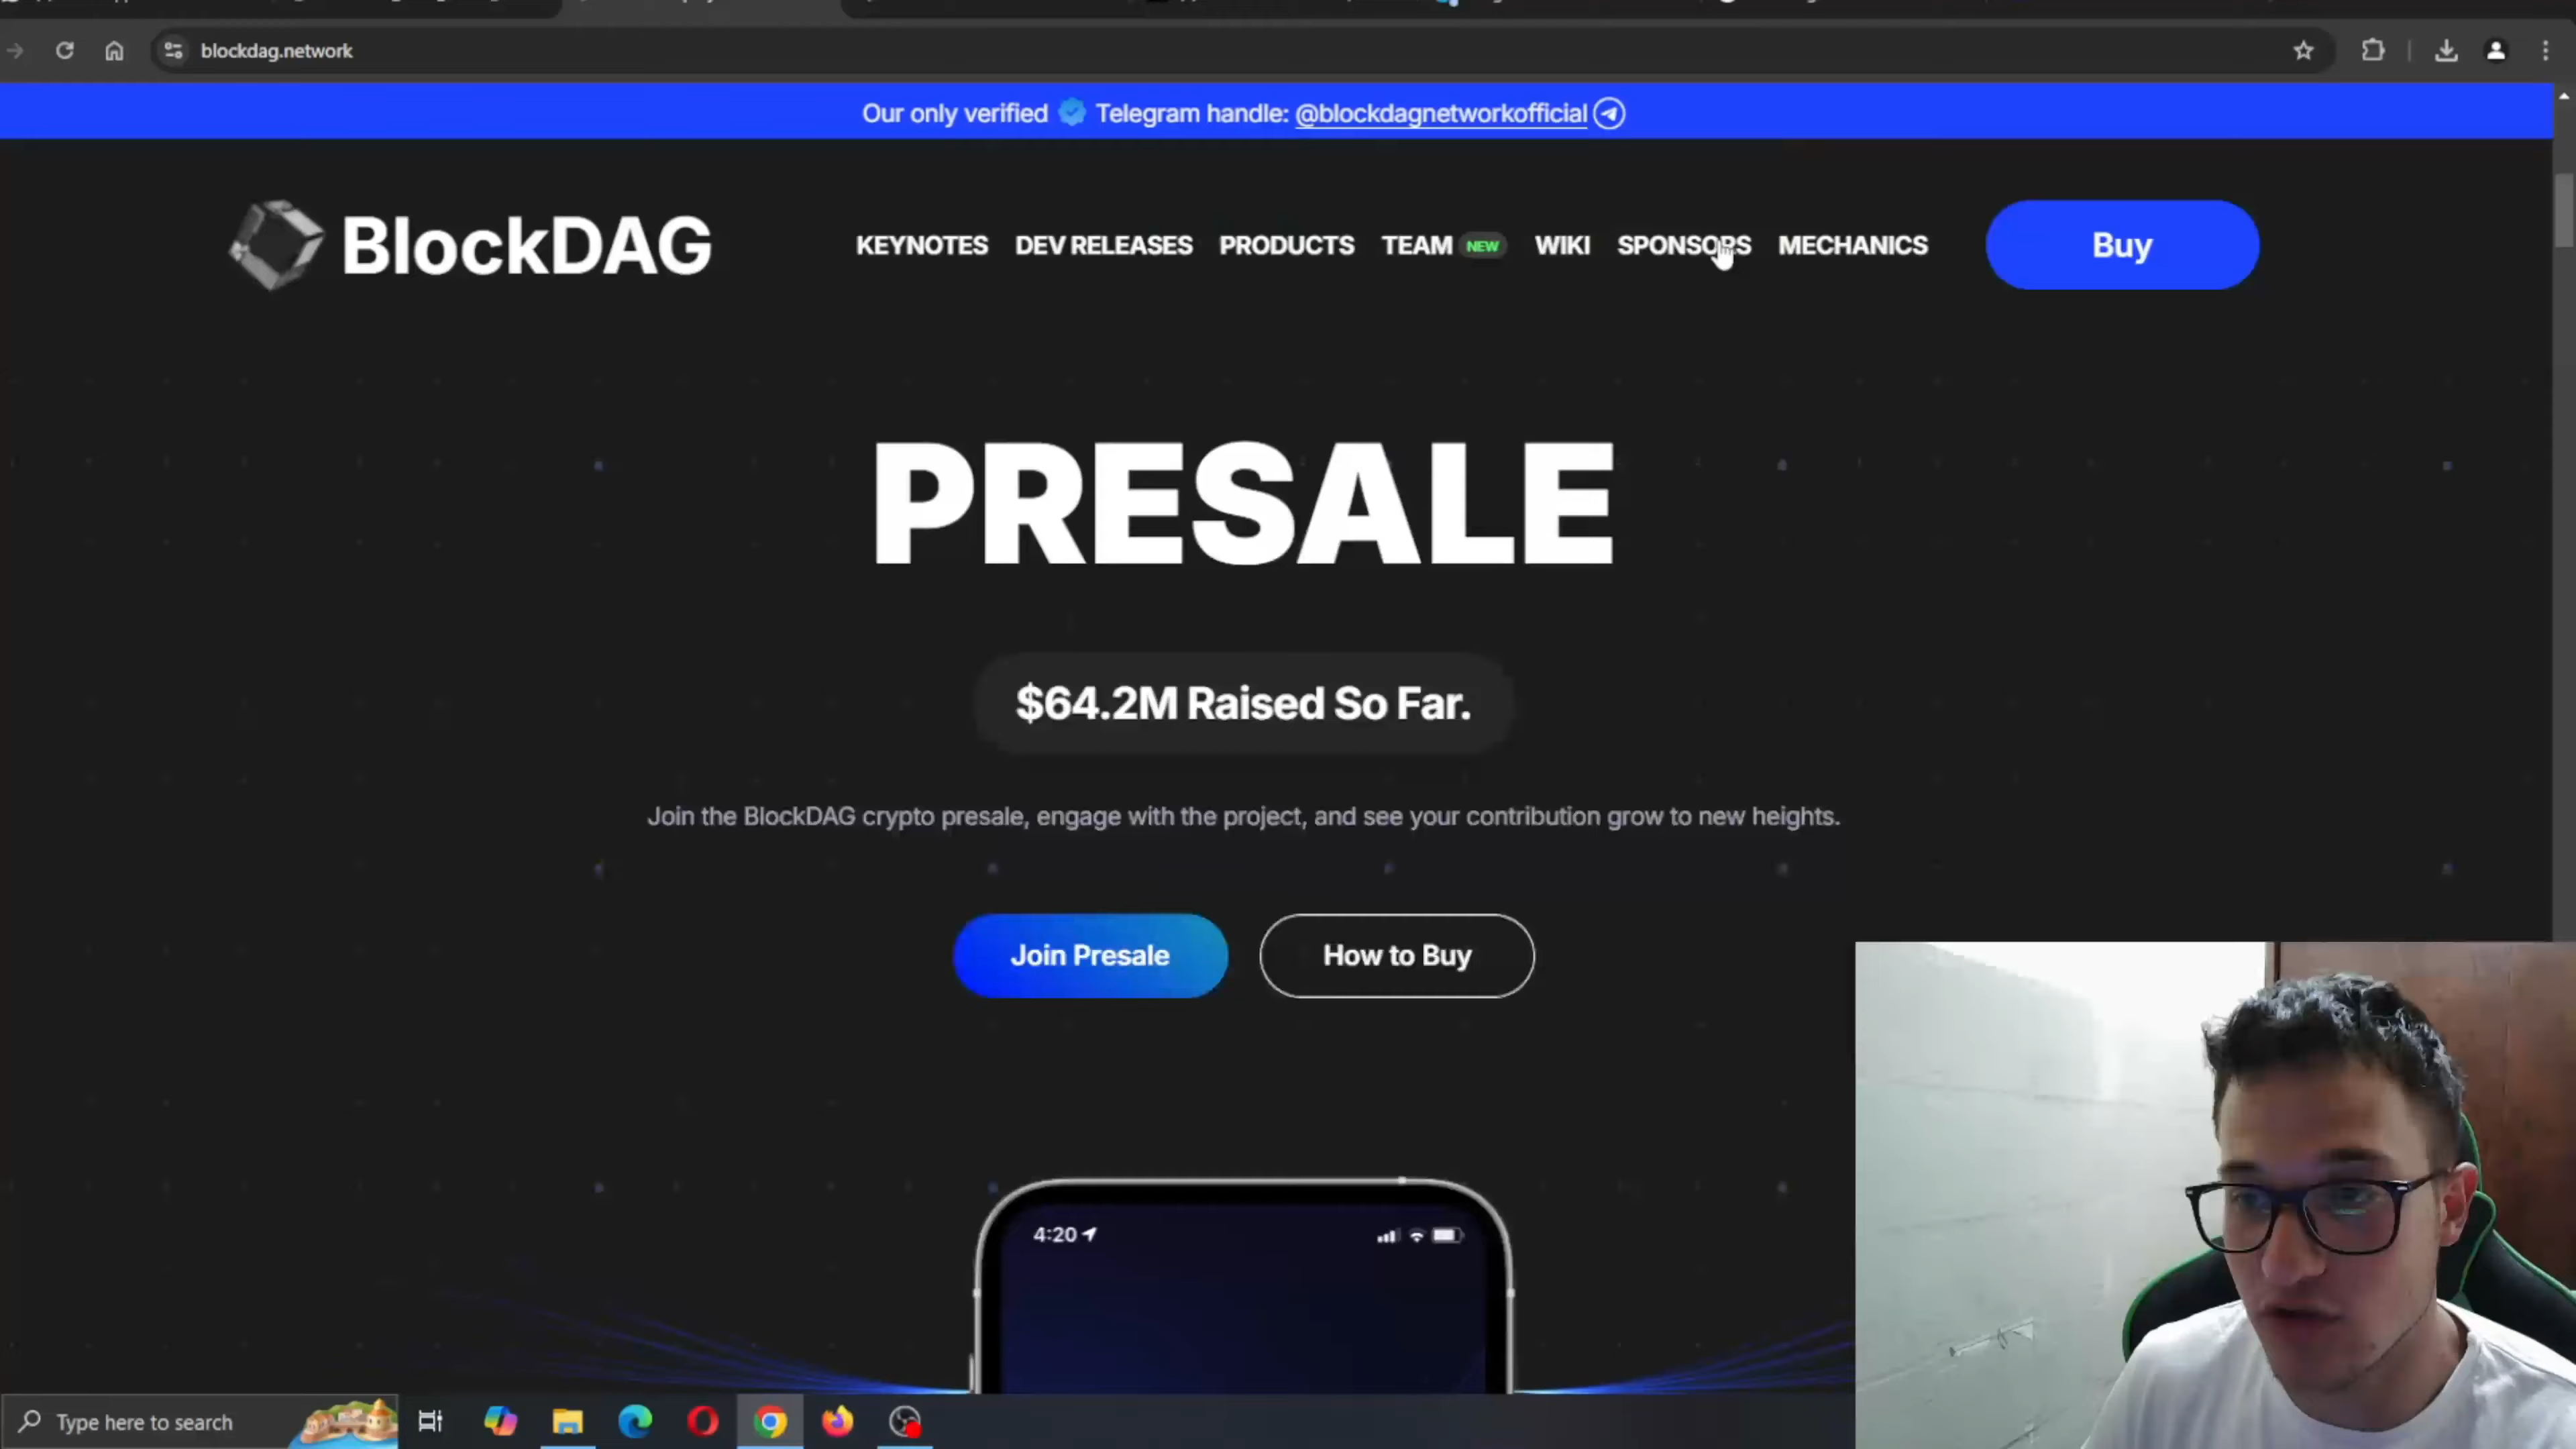 blockdag.network
Our only verified Telegram handle: @blockdagnetworkofficial
BlockDAG
KEYNOTES DEV RELEASES PRODUCTS TEAM NEW WIKI SPONSORS MECHANICS Buy
PRESALE
$64.2M Raised So Far.
Join the BlockDAG crypto presale, engage with the project, and see your contribution grow to new heights.
Join Presale How to Buy
4:20
Type here to search